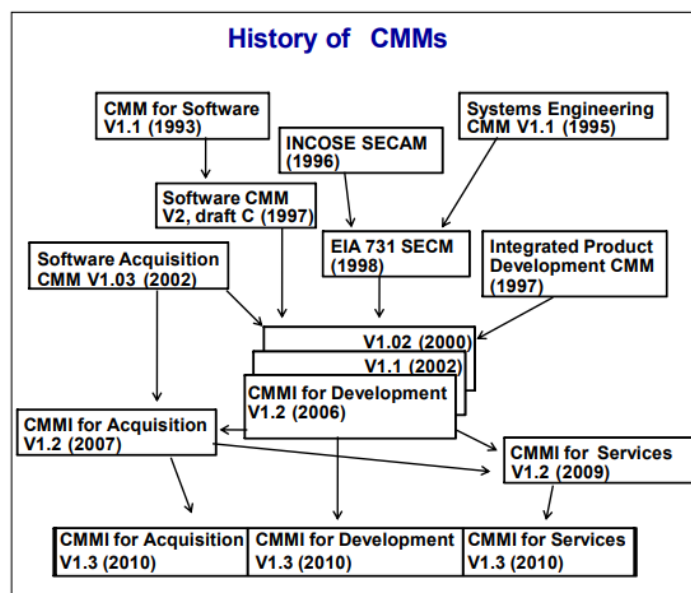 History of CMMs
CMM for Software
V1.1 (1993)
Systems Engineering
CMM V1.1 (1995)
INCOSE SECAM
(1996)
Software CMM
V2, draft C (1997)
EIA 731 SECM
(1998)
Integrated Product
Development CMM
(1997)
Software Acquisition
CMM V1.03 (2002)
V1.02 (2000)
V1.1 (2002)
CMMI for Development
V1.2 (2006)
CMMI for Acquisition
V1.2 (2007)
CMMI for Services
V1.2 (2009)
CMMI for Acquisition
V1.3 (2010)
CMMI for Development
V1.3 (2010)
CMMI for Services
V1.3 (2010)